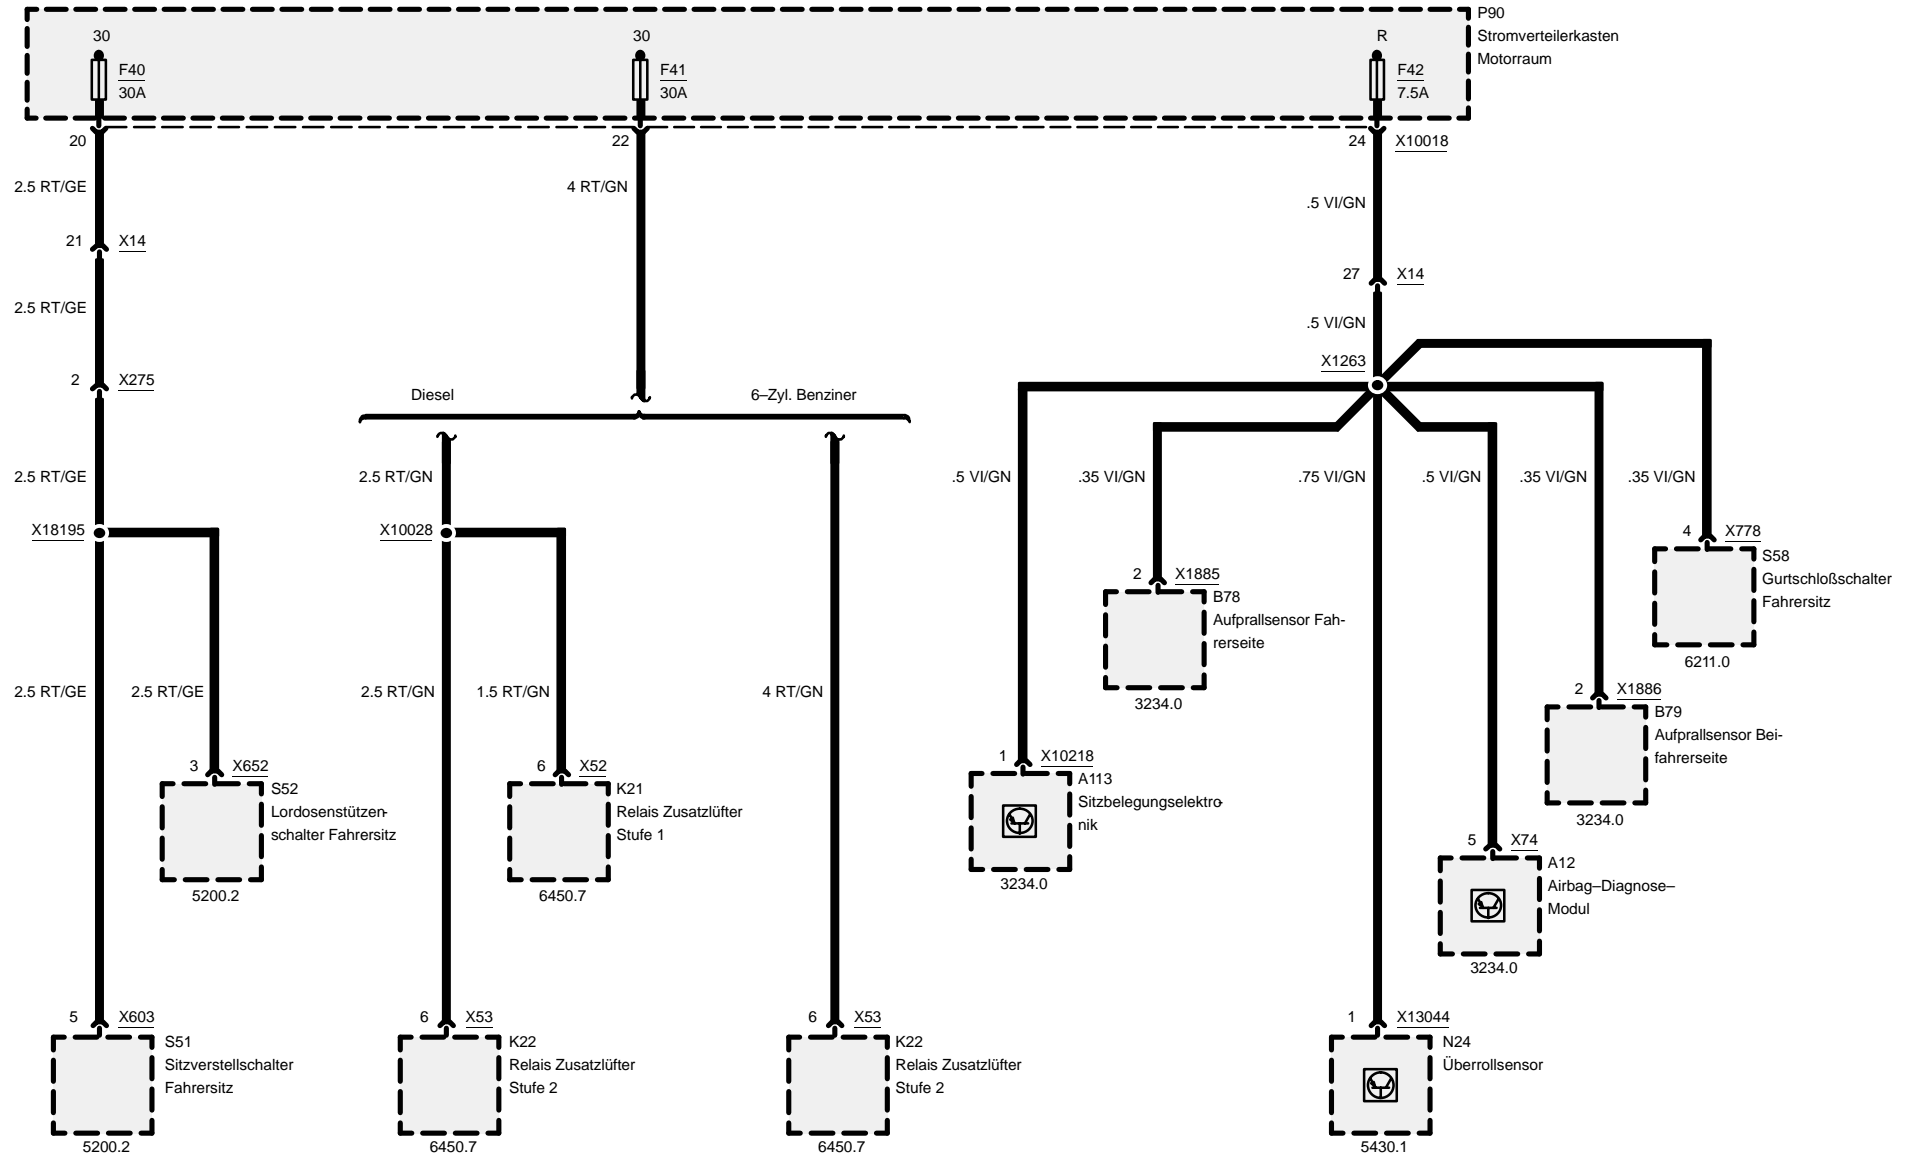 P90
Stromverteilerkasten
Motorraum
30
F40
30A
30
F41
30A
R
F42
7.5A
20
22
24
X10018
2.5 RT/GE
4 RT/GN
.5 VI/GN
21
X14
27
X14
2.5 RT/GE
.5 VI/GN
X1263
2
X275
Diesel
6–Zyl. Benziner
2.5 RT/GE
2.5 RT/GN
.5 VI/GN
.35 VI/GN
.75 VI/GN
.5 VI/GN
.35 VI/GN
.35 VI/GN
X18195
X10028
4
X778
S58
Gurtschloßschalter
Fahrersitz
6211.0
2
X1885
B78
Aufprallsensor Fah-
rerseite
3234.0
2.5 RT/GE
2.5 RT/GE
2.5 RT/GN
1.5 RT/GN
4 RT/GN
2
X1886
B79
Aufprallsensor Bei-
fahrerseite
3234.0
3
X652
S52
Lordosenstützen-
schalter Fahrersitz
5200.2
6
X52
K21
Relais Zusatzlüfter
Stufe 1
6450.7
1
X10218
A113
Sitzbelegungselektro-
nik
3234.0
5
X74
A12
Airbag–Diagnose–
Modul
3234.0
5
X603
S51
Sitzverstellschalter
Fahrersitz
5200.2
6
X53
K22
Relais Zusatzlüfter
Stufe 2
6450.7
6
X53
K22
Relais Zusatzlüfter
Stufe 2
6450.7
1
X13044
N24
Überrollsensor
5430.1